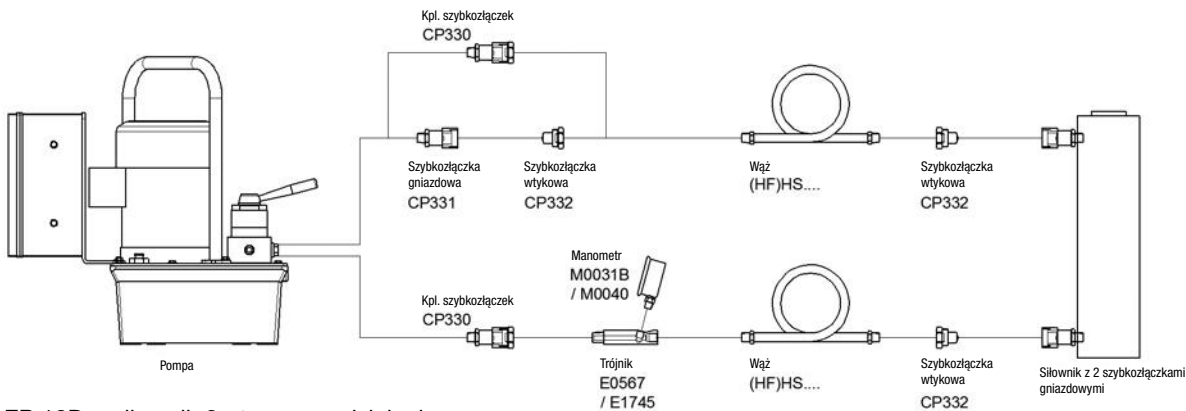 Kpl. szybkozłączek
CP330
Szybkozłączka
gniazdowa
CP331
Szybkozłączka
wtykowa
CP332
Wąż
(HF)HS....
Szybkozłączka
wtykowa
CP332
Manometr
M0031B
/ M0040
Kpl. szybkozłączek
CP330
Pompa
Trójnik
E0567
/ E1745
Wąż
(HF)HS....
Szybkozłączka
wtykowa
CP332
Siłownik z 2 szybkozłączkami
gniazdowymi